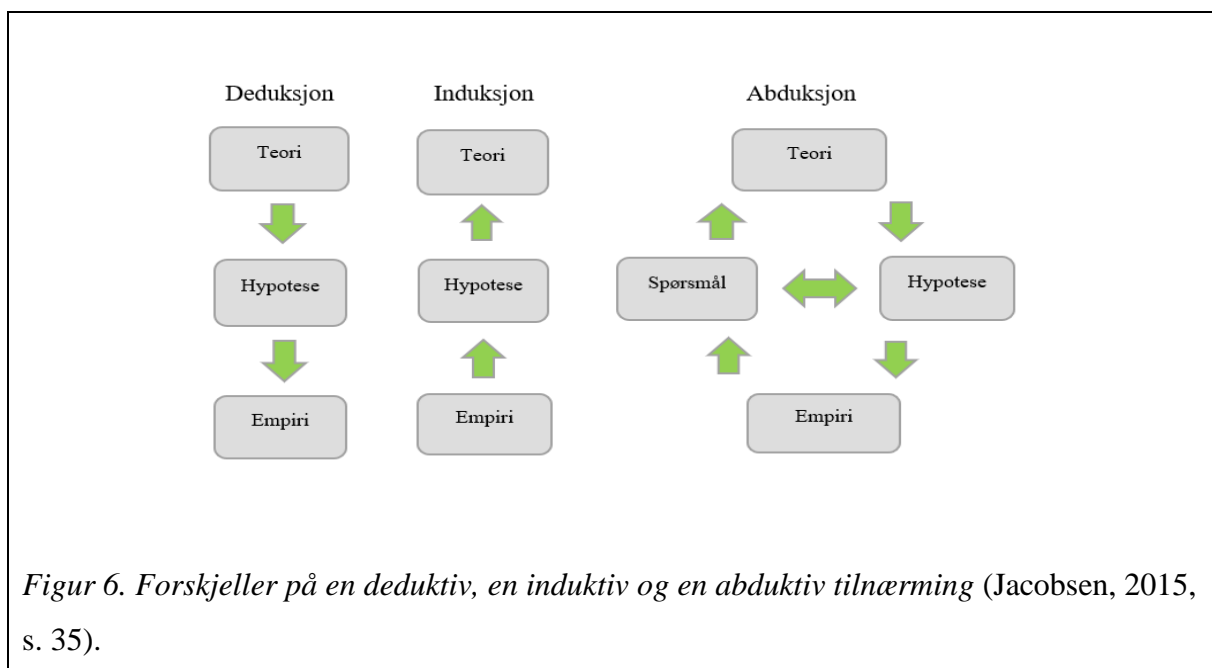 Deduksjon
Induksjon
Abduksjon
Teori
Teori
Teori
Hypotese
Hypotese
Spørsmål
Hypotese
Empiri
Empiri
Empiri
Figur 6. Forskjeller på en deduktiv, en induktiv og en abduktiv tilnærming (Jacobsen, 2015,
s. 35).